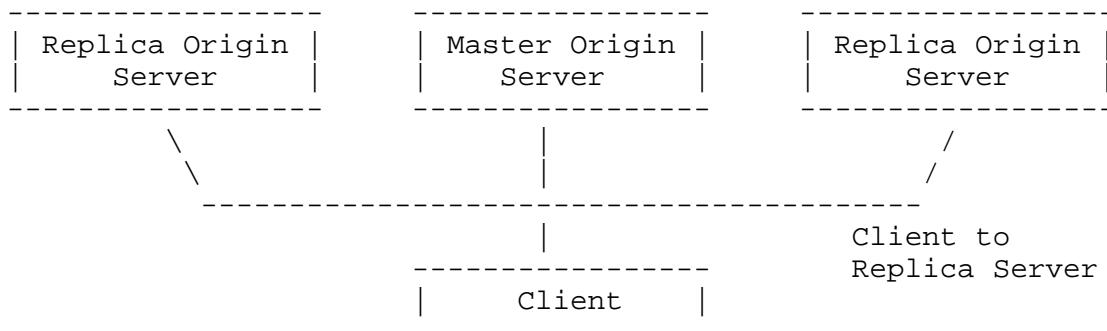 Replica Origin Master Origin Replica Origin
Server Server Server
Client to
Replica Server
Client